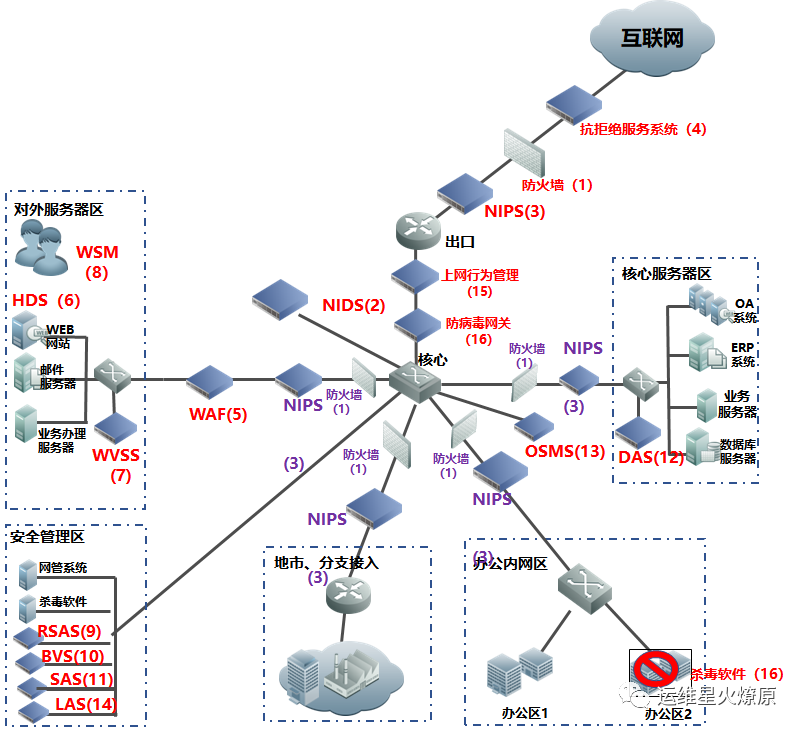 互联网
抗拒绝服务系统（4）
防火墙（1）
NIPS(3)
出口
上网行为管理
(15)
防病毒网关
(16)
NIDS(2)
核心
对外服务器区
WSM
(8)
HDS（6）
WEB
网站
邮件
服务器
业务办理
服务器
WVSS
(7)
WAF(5)
NIPS
防火墙
(1)
防火墙
(1)
NIPS
(3)
核心服务器区
OA
系统
ERP
系统
业务
服务器
数据库
服务器
DAS(12)
OSMS(13)
(3)
防火墙
(1)
NIPS
(3)
防火墙
(1)
NIPS
(3)
安全管理区
网管系统
杀毒软件
RSAS(9)
BVS(10)
SAS(11)
LAS(14)
地市、分支接入
办公内网区
办公区1
办公区2
杀毒软件（16）
运维星火燎原